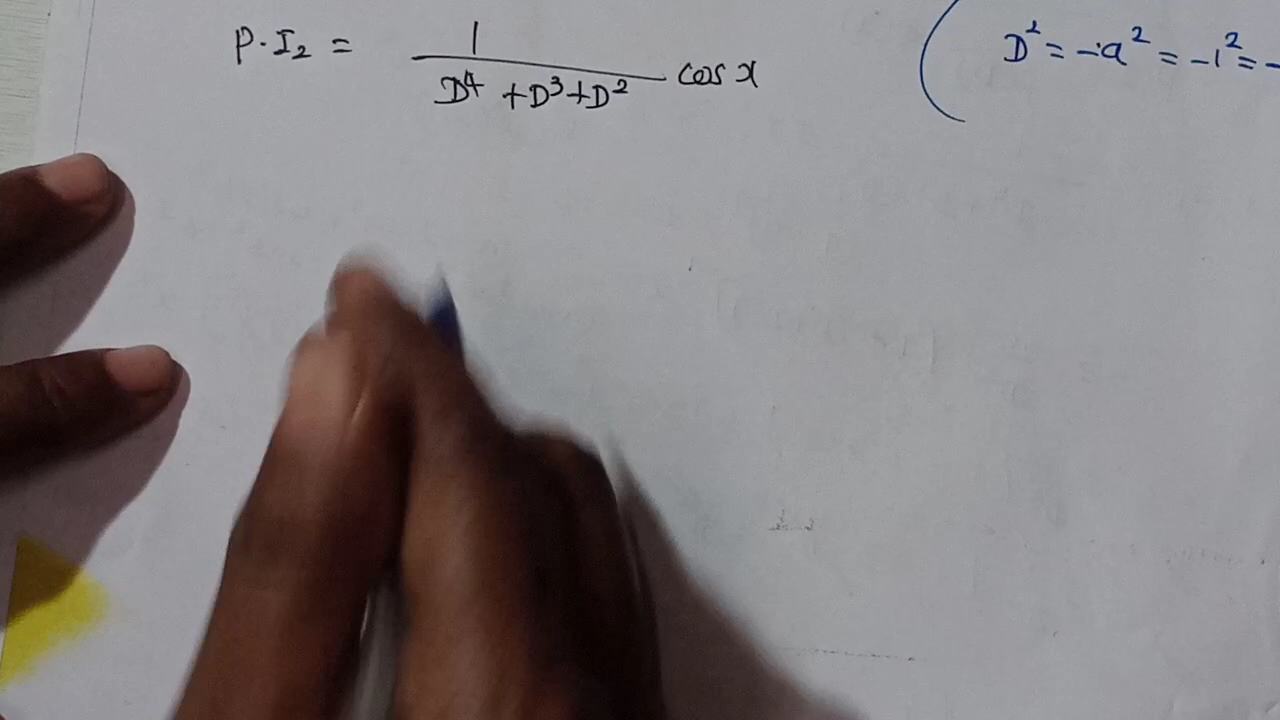 P.I₂ = 1 / (D⁴ + D³ + D²) cos x
( D² = -a² = -1² = -